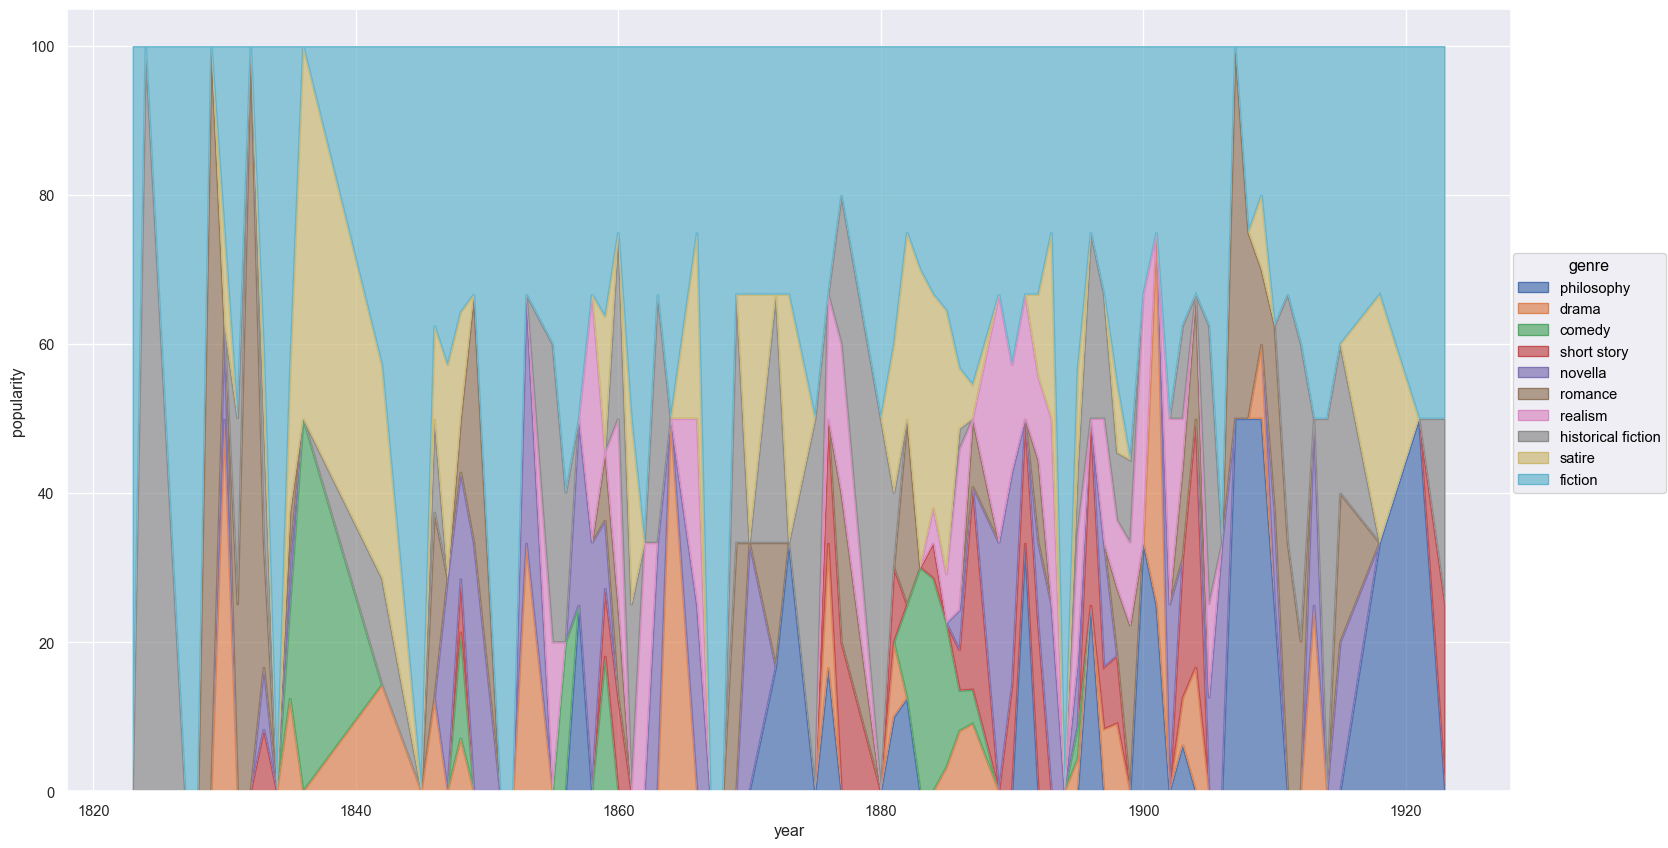 100
80
60
40
20
0
popularity
1820
1840
1860
1880
1900
1920
year
genre
philosophy
drama
comedy
short story
novella
romance
realism
historical fiction
satire
fiction